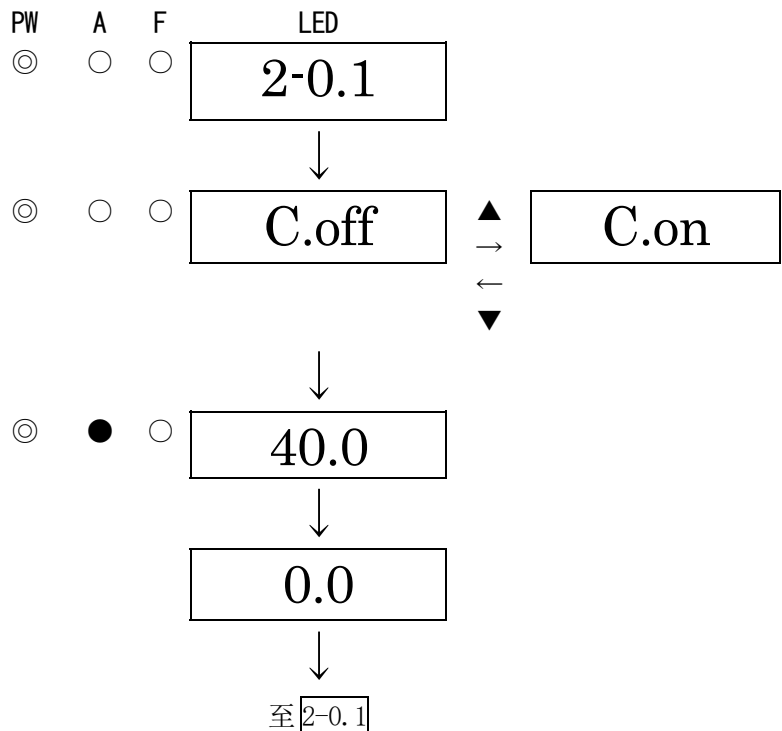 PW A F LED
◎ ○ ○ 2-0.1
↓
◎ ○ ○ C.off ▲ C.on
→
←
▼
↓
◎ ● ○ 40.0
↓
0.0
↓
至2-0.1